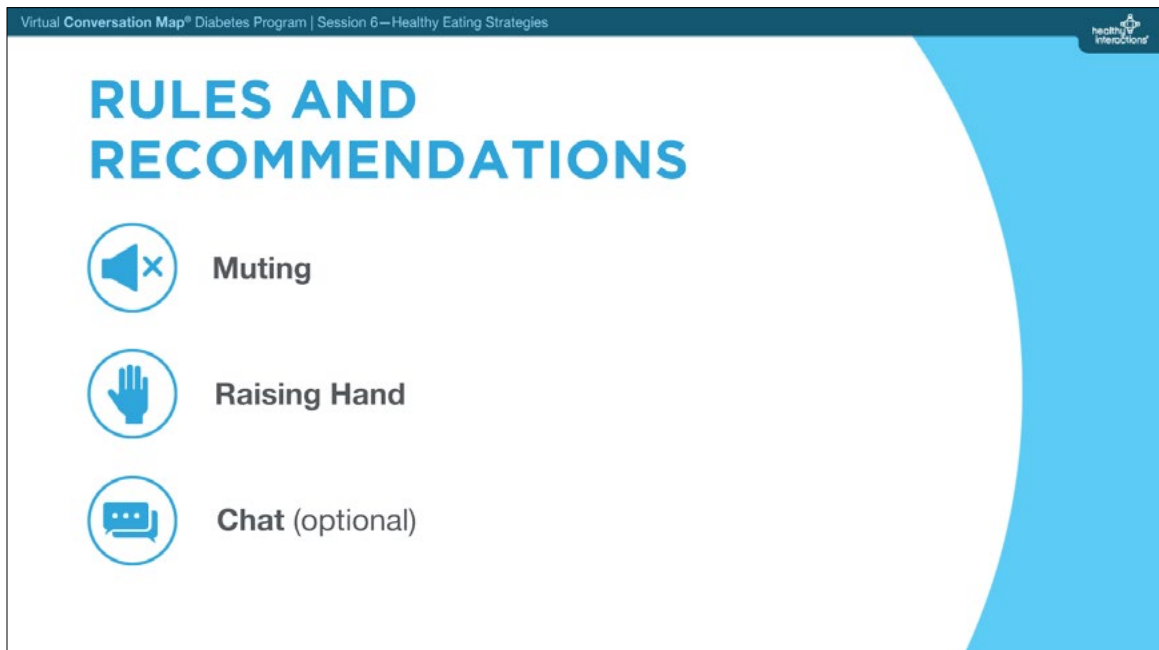 Virtual Conversation Map® Diabetes Program | Session 6—Healthy Eating Strategies
healthy
interactions®
RULES AND
RECOMMENDATIONS
Muting
Raising Hand
Chat (optional)